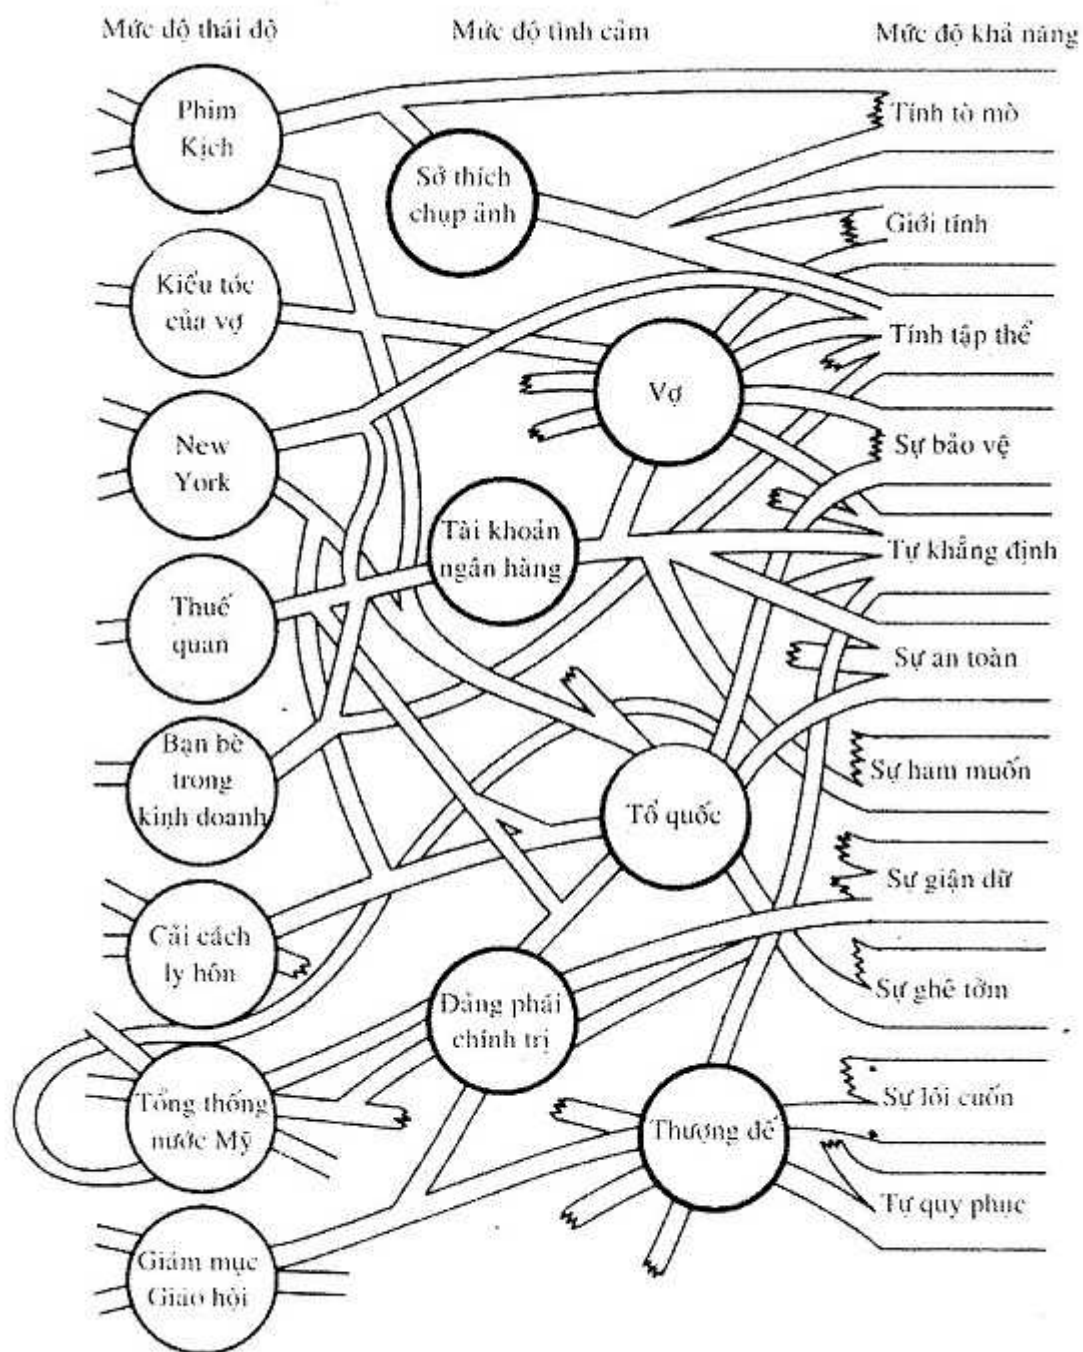 Mức độ thái độ
Mức độ tình cảm
Mức độ khả năng
Phim
Kịch
Kiểu tóc
của vợ
New
York
Thuế
quan
Bạn bè
trong
kinh doanh
Cải cách
ly hôn
Tổng thống
nước Mỹ
Giám mục
Giáo hội
Sở thích
chụp ảnh
Vợ
Tài khoản
ngân hàng
Tổ quốc
Đảng phái
chính trị
Thượng đế
Tính tò mò
Giới tính
Tính tập thể
Sự bảo vệ
Tự khẳng định
Sự an toàn
Sự ham muốn
Sự giận dữ
Sự ghê tởm
Sự lôi cuốn
Tự quy phục